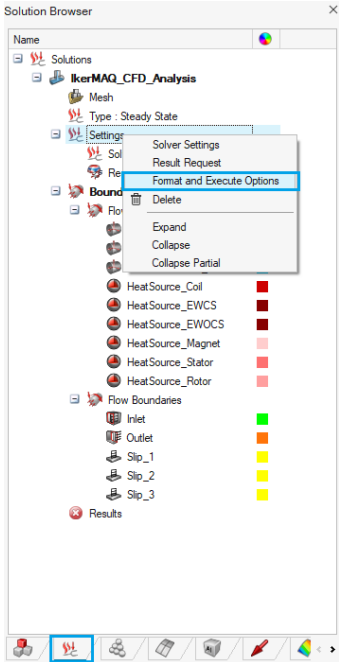 Solution Browser
Name
Solutions
IkerMAQ_CFD_Analysis
Mesh
Type : Steady State
Settings
Solver Settings
Sol
Result Request
Re
Format and Execute Options
Bound
Delete
Flo
Expand
Collapse
Collapse Partial
HeatSource_Coil
HeatSource_EWCS
HeatSource_EWOCS
HeatSource_Magnet
HeatSource_Stator
HeatSource_Rotor
Flow Boundaries
Inlet
Outlet
Slip_1
Slip_2
Slip_3
Results